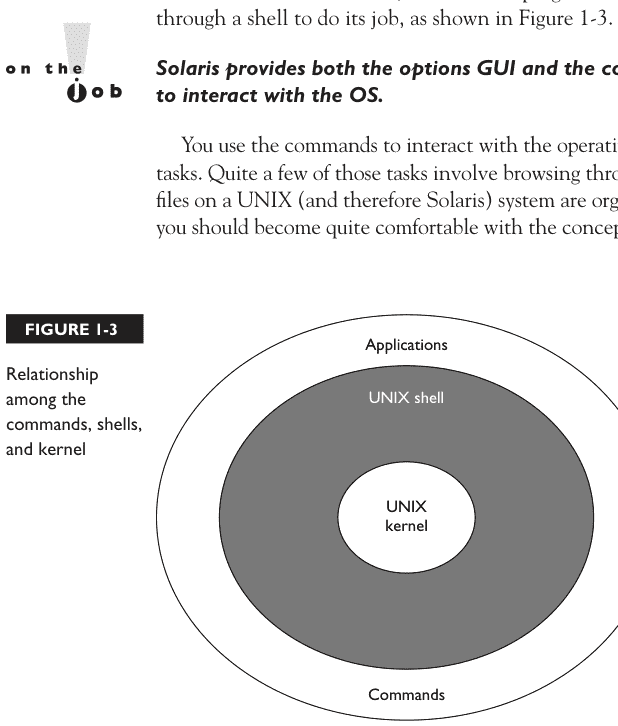 through a shell to do its job, as shown in Figure 1-3.
on the
job
Solaris provides both the options GUI and the co
to interact with the OS.
You use the commands to interact with the operati
tasks. Quite a few of those tasks involve browsing thro
files on a UNIX (and therefore Solaris) system are org
you should become quite comfortable with the concep
FIGURE 1-3
Relationship
among the
commands, shells,
and kernel
Applications
UNIX shell
UNIX
kernel
Commands